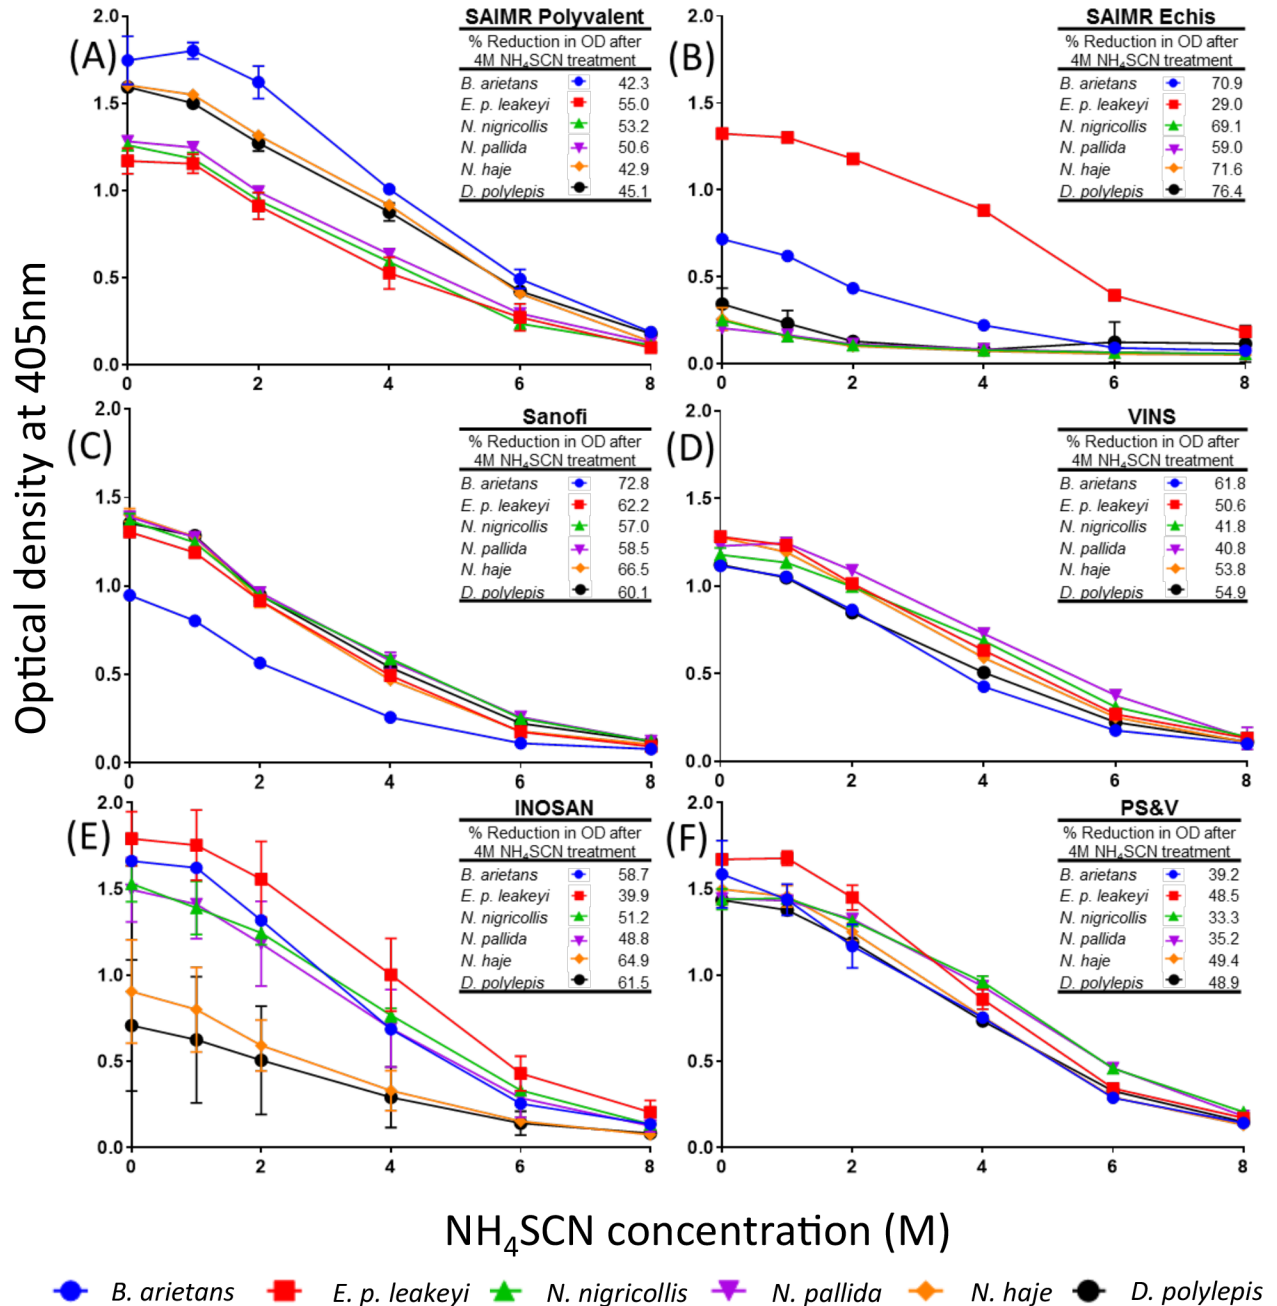 Optical density at 405nm
(A)
SAIMR Polyvalent
% Reduction in OD after
4M NH₄SCN treatment
B. arietans 42.3
E. p. leakeyi 55.0
N. nigricollis 53.2
N. pallida 50.6
N. haje 42.9
D. polylepis 45.1
2.0
1.5
1.0
0.5
0.0
0 2 4 6 8
(B)
SAIMR Echis
% Reduction in OD after
4M NH₄SCN treatment
B. arietans 70.9
E. p. leakeyi 29.0
N. nigricollis 69.1
N. pallida 59.0
N. haje 71.6
D. polylepis 76.4
2.0
1.5
1.0
0.5
0.0
0 2 4 6 8
(C)
Sanofi
% Reduction in OD after
4M NH₄SCN treatment
B. arietans 72.8
E. p. leakeyi 62.2
N. nigricollis 57.0
N. pallida 58.5
N. haje 66.5
D. polylepis 60.1
2.0
1.5
1.0
0.5
0.0
0 2 4 6 8
(D)
VINS
% Reduction in OD after
4M NH₄SCN treatment
B. arietans 61.8
E. p. leakeyi 50.6
N. nigricollis 41.8
N. pallida 40.8
N. haje 53.8
D. polylepis 54.9
2.0
1.5
1.0
0.5
0.0
0 2 4 6 8
(E)
INOSAN
% Reduction in OD after
4M NH₄SCN treatment
B. arietans 58.7
E. p. leakeyi 39.9
N. nigricollis 51.2
N. pallida 48.8
N. haje 64.9
D. polylepis 61.5
2.0
1.5
1.0
0.5
0.0
0 2 4 6 8
(F)
PS&V
% Reduction in OD after
4M NH₄SCN treatment
B. arietans 39.2
E. p. leakeyi 48.5
N. nigricollis 33.3
N. pallida 35.2
N. haje 49.4
D. polylepis 48.9
2.0
1.5
1.0
0.5
0.0
0 2 4 6 8
NH₄SCN concentration (M)
B. arietans E. p. leakeyi N. nigricollis N. pallida N. haje D. polylepis